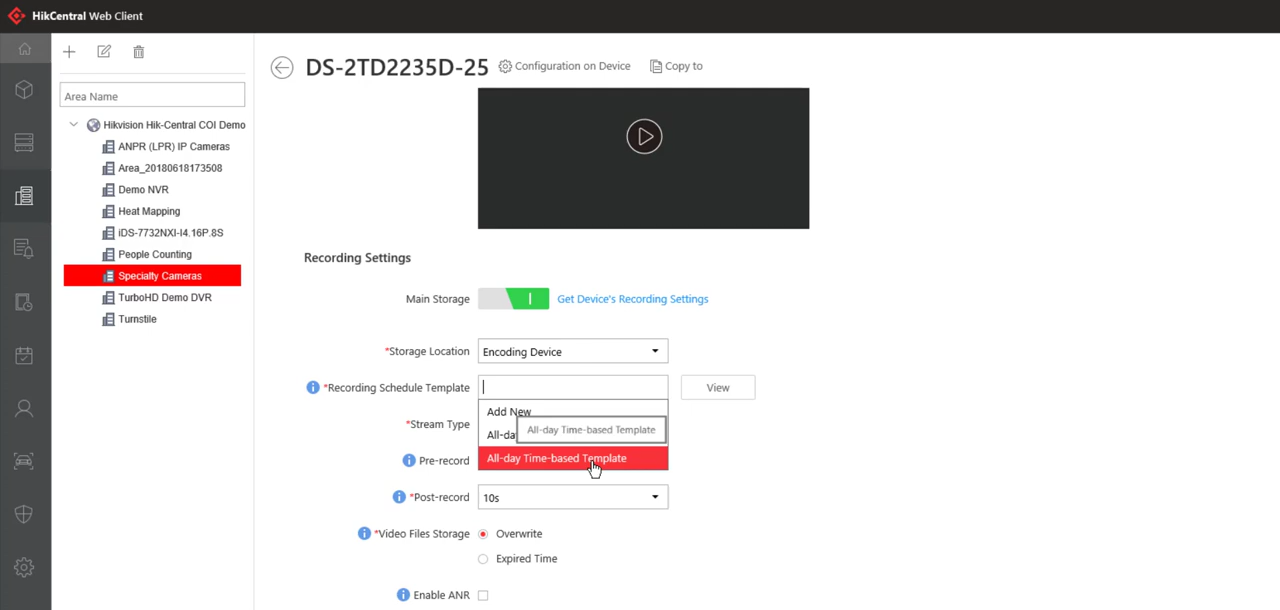 HikCentral Web Client
DS-2TD2235D-25
Configuration on Device
Copy to
Area Name
Hikvision Hik-Central COI Demo
ANPR (LPR) IP Cameras
Area_20180618173508
Demo NVR
Heat Mapping
iDS-7732NXI-I4.16P.8S
People Counting
Specialty Cameras
TurboHD Demo DVR
Turnstile
Recording Settings
Main Storage
Get Device's Recording Settings
*Storage Location
Encoding Device
*Recording Schedule Template
View
Add New
*Stream Type
All-da
All-day Time-based Template
Pre-record
All-day Time-based Template
*Post-record
10s
*Video Files Storage
Overwrite
Expired Time
Enable ANR